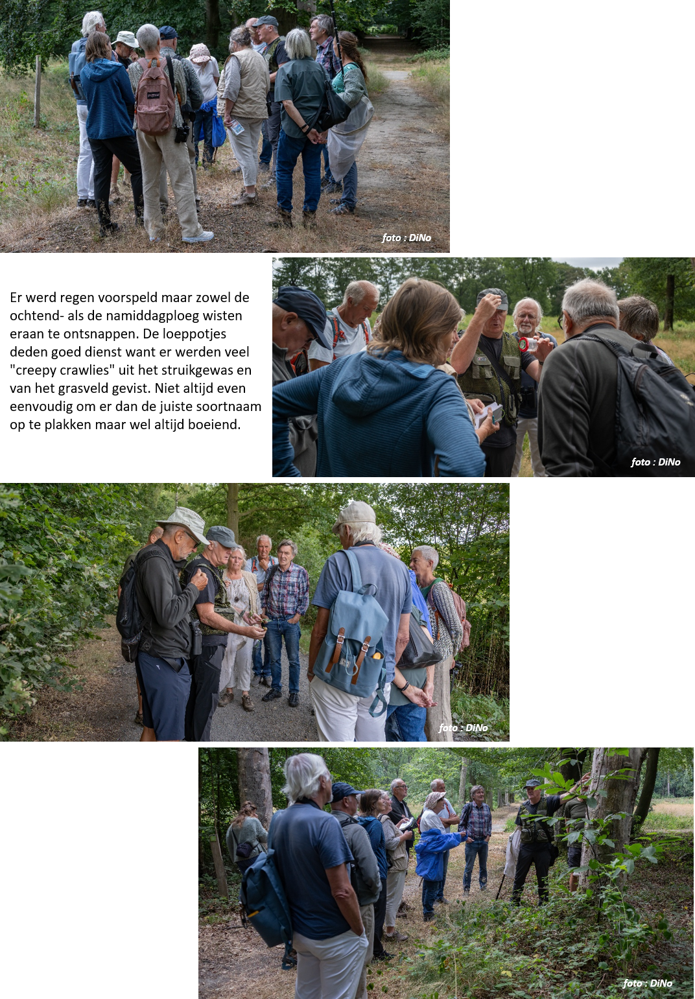 foto : DiNo
Er werd regen voorspeld maar zowel de
ochtend- als de namiddagploeg wisten
eraan te ontsnappen. De loeppotjes
deden goed dienst want er werden veel
"creepy crawlies" uit het struikgewas en
van het grasveld gevist. Niet altijd even
eenvoudig om er dan de juiste soortnaam
op te plakken maar wel altijd boeiend.
foto : DiNo
foto : DiNo
foto : DiNo